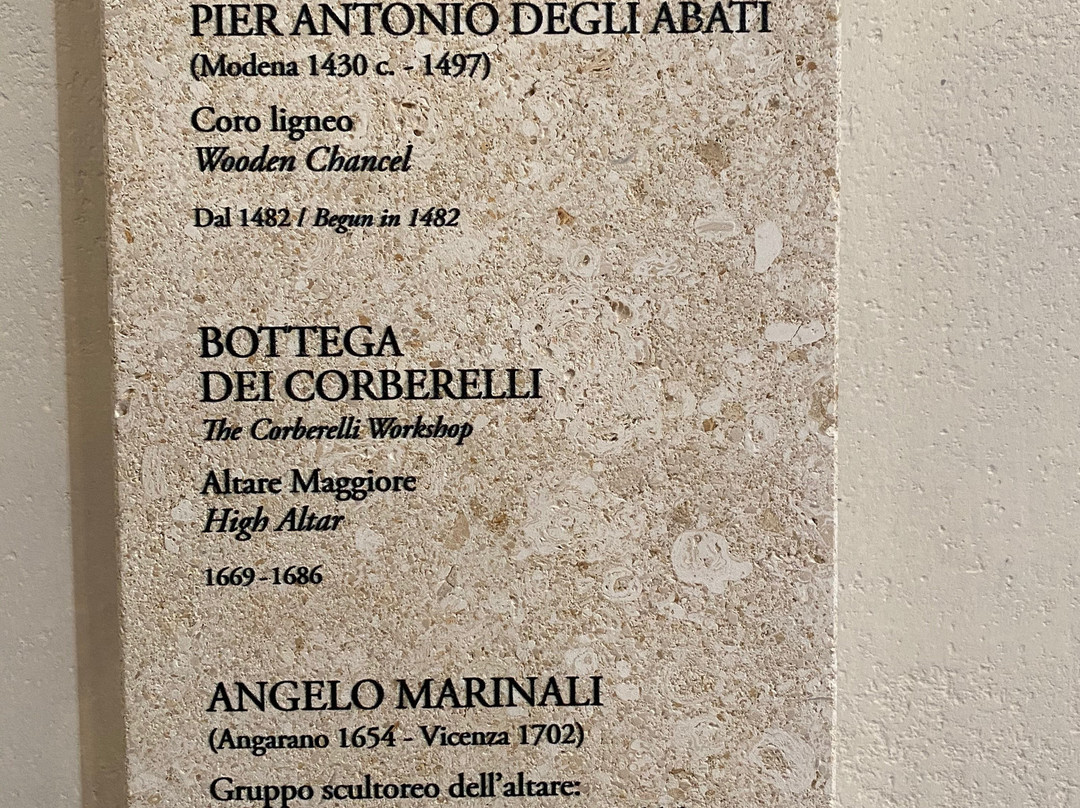 PIER ANTONIO DEGLI ABATI
(Modena 1430 c. - 1497)
Coro ligneo
Wooden Chancel
Dal 1482 / Begun in 1482
BOTTEGA
DEI CORBERELLI
The Corberelli Workshop
Altare Maggiore
High Altar
1669 - 1686
ANGELO MARINALI
(Angarano 1654 - Vicenza 1702)
Gruppo scultoreo dell'altare: